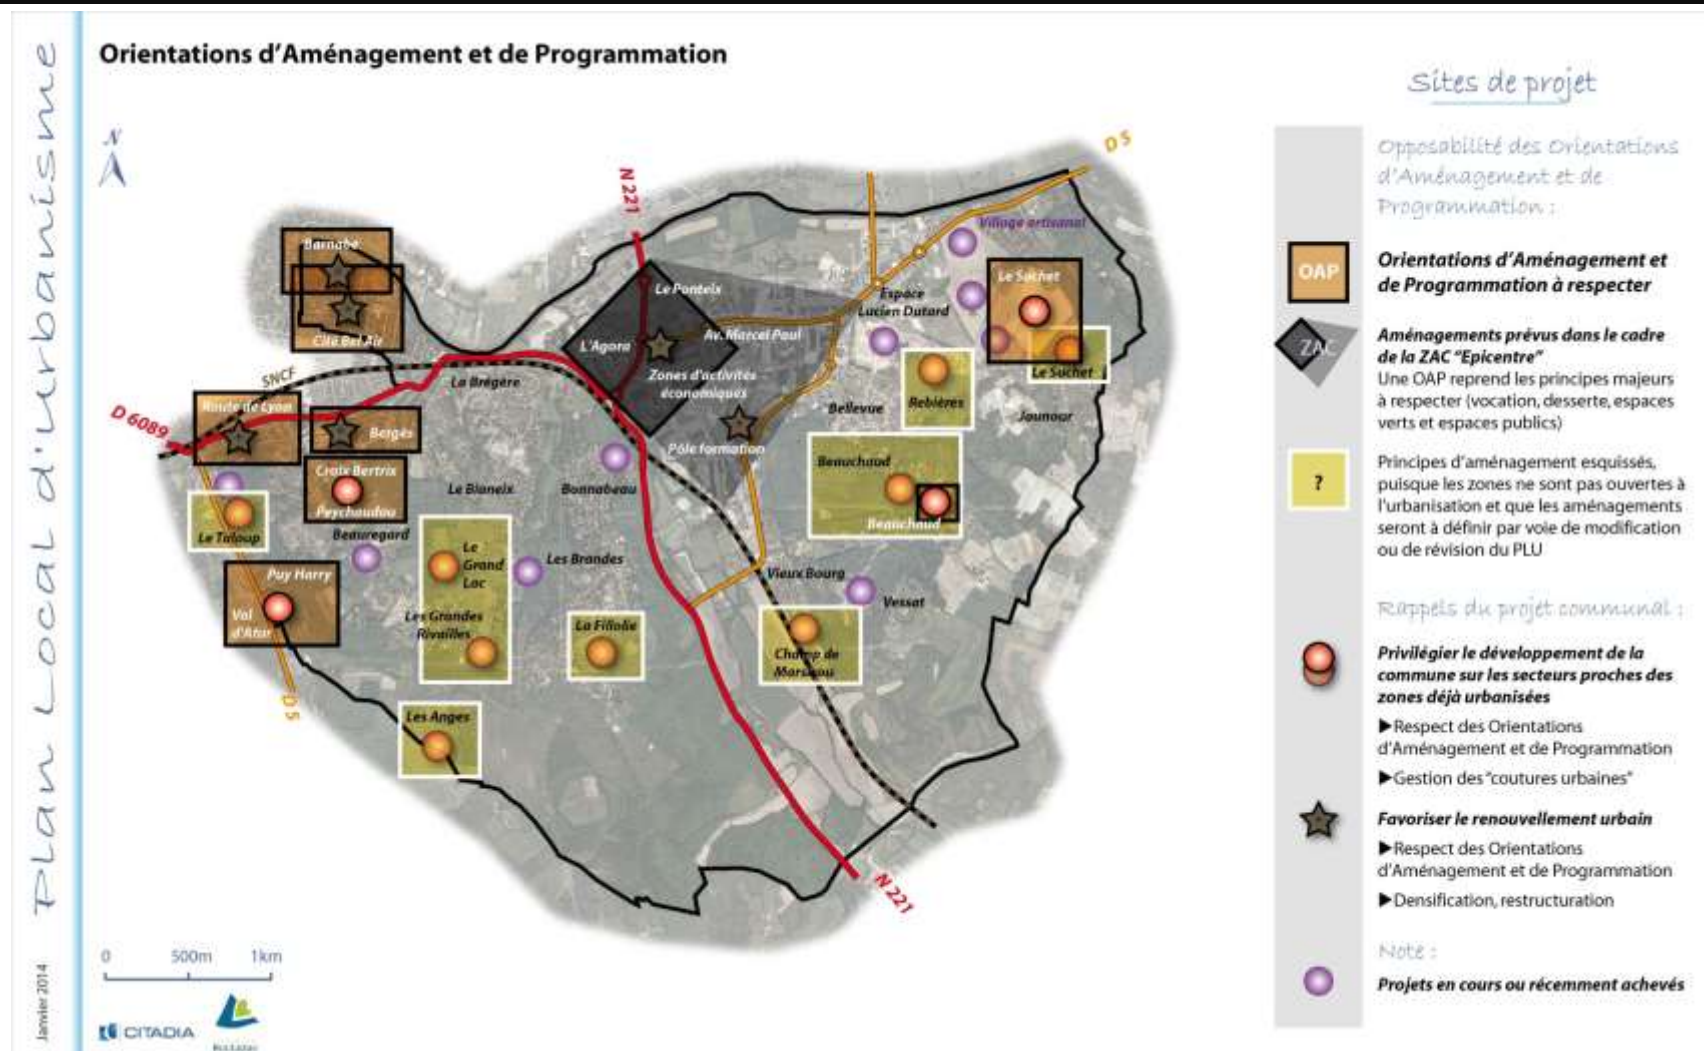 Plan Local d'Urbanisme
Janvier 2014
Orientations d'Aménagement et de Programmation
N
D 5
N 221
Village artisanal
Barnabé
Le Suchet
Le Ponteix
Espace
Lucien Dutard
Cité Bel Air
L'Agora
Av. Marcel Paul
SNCF
La Brégère
Zones d'activités
économiques
Le Suchet
Route de Lyon
D 6089
Bergès
Bellevue
Rebières
Jaunour
Pôle formation
Croix Bertrix
Peychaudou
Le Bianeix
Bonnabeau
Beauchaud
Beauchaud
Le Taloup
Beauregard
Le
Grand
Lac
Les Brandes
Puy Harry
Val
d'Atur
Vieux Bourg
Vessat
Les Grandes
Rivailles
La Filiolie
Champ de
D 5
Les Anges
N 221
0 500m 1km
CITADIA
Sites de projet
Opposabilité des Orientations
d'Aménagement et de
Programmation :
OAP
Orientations d'Aménagement et
de Programmation à respecter
ZAC
Aménagements prévus dans le cadre
de la ZAC "Epicentre"
Une OAP reprend les principes majeurs
à respecter (vocation, desserte, espaces
verts et espaces publics)
?
Principes d'aménagement esquissés,
puisque les zones ne sont pas ouvertes à
l'urbanisation et que les aménagements
seront à définir par voie de modification
ou de révision du PLU
Rappels du projet communal :
Privilégier le développement de la
commune sur les secteurs proches des
zones déjà urbanisées
▶Respect des Orientations
d'Aménagement et de Programmation
▶Gestion des "coutures urbaines"
Favoriser le renouvellement urbain
▶Respect des Orientations
d'Aménagement et de Programmation
▶Densification, restructuration
Note :
Projets en cours ou récemment achevés